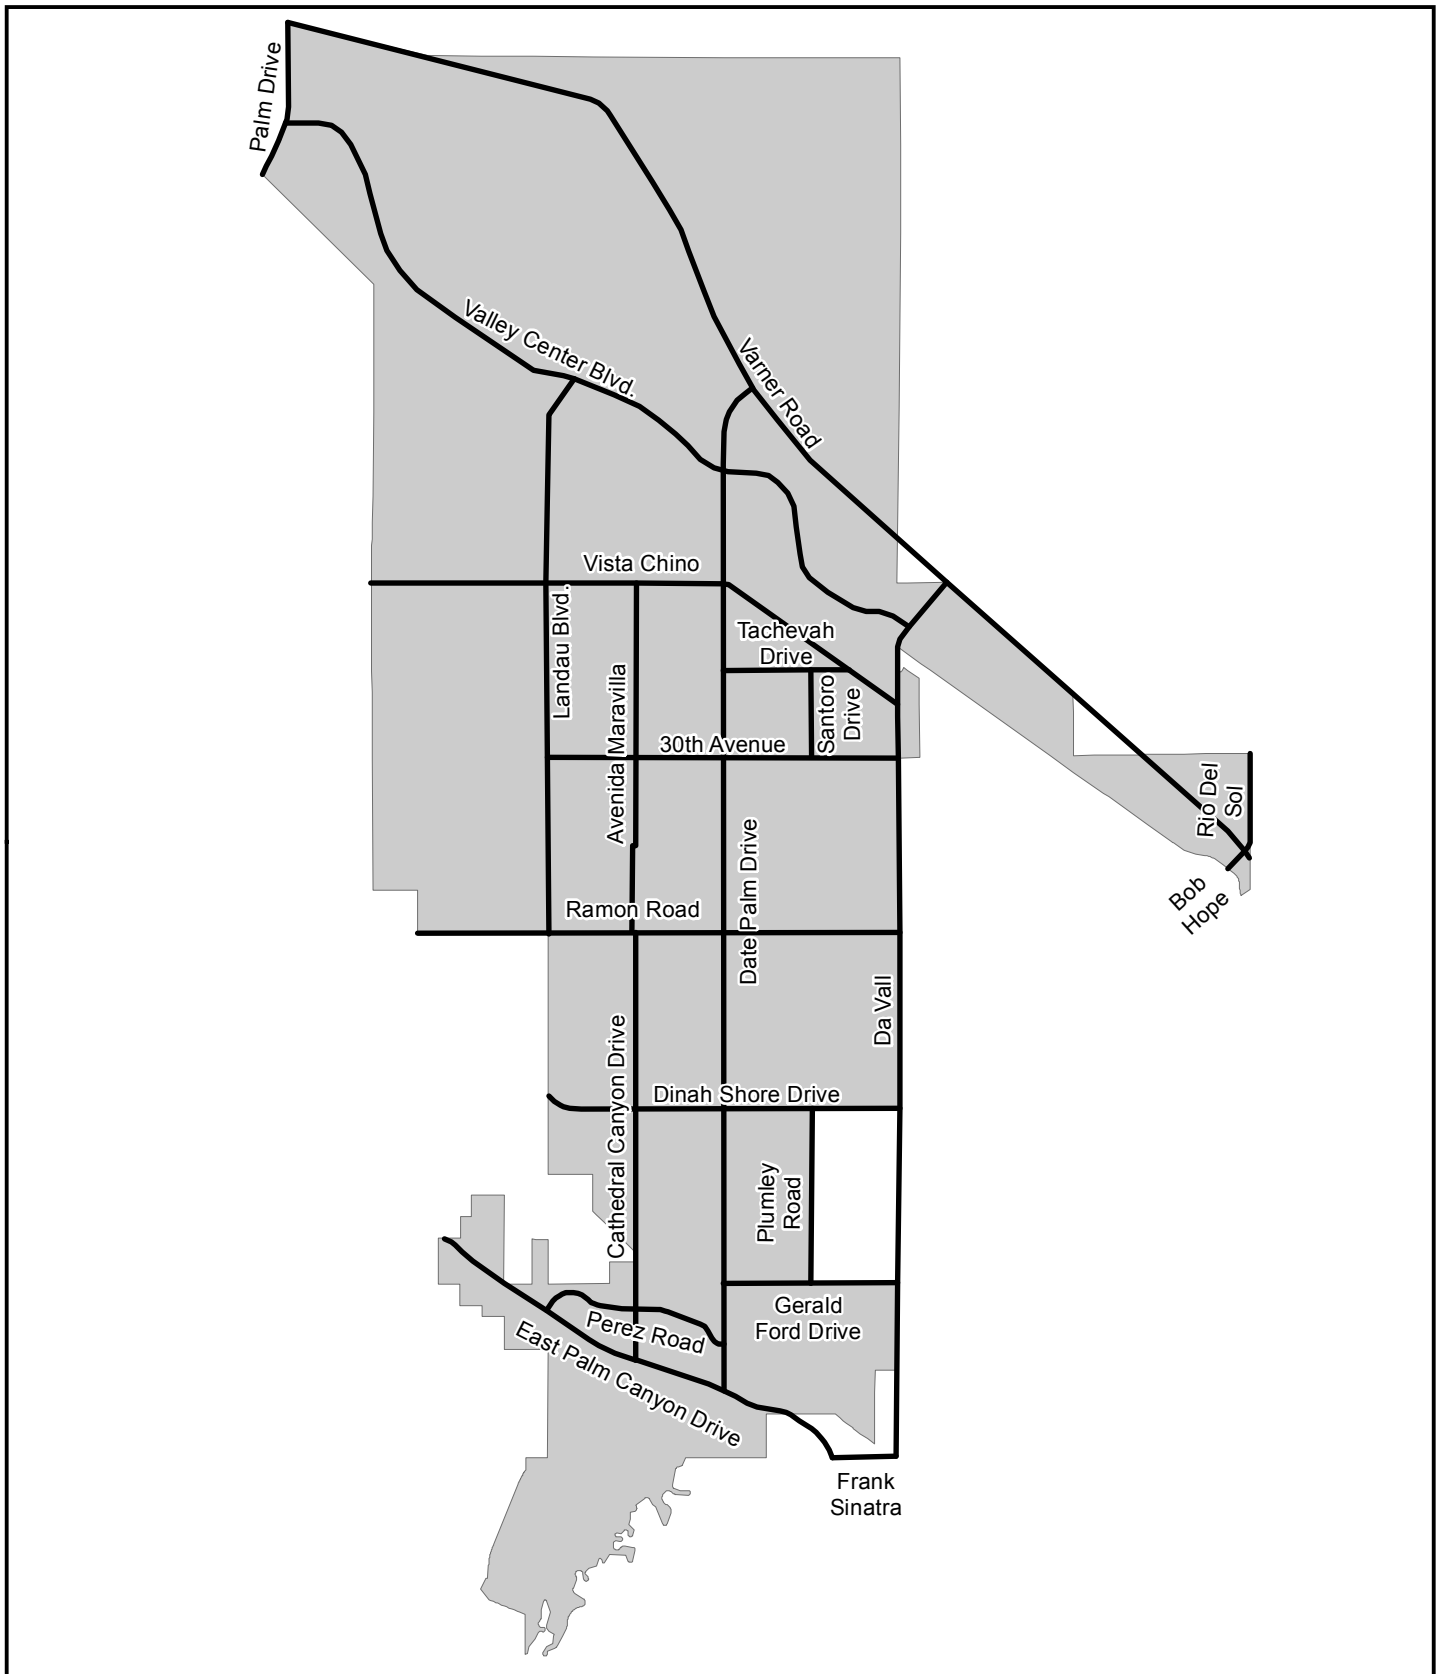 Palm Drive
Valley Center Blvd.
Varner Road
Vista Chino
Landau Blvd.
Tachevah
Drive
Avenida Maravilla
Santoro
Drive
30th Avenue
Rio Del
Sol
Date Palm Drive
Bob
Hope
Ramon Road
Da Vall
Cathedral Canyon Drive
Dinah Shore Drive
Plumley
Road
Gerald
Ford Drive
Perez Road
East Palm Canyon Drive
Frank
Sinatra